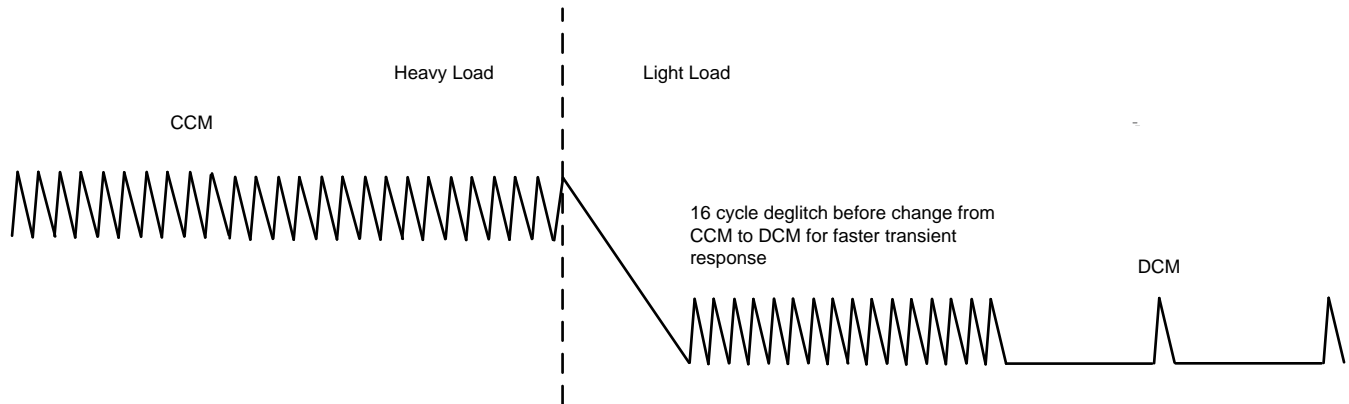 Heavy Load
Light Load
CCM
16 cycle deglitch before change from
CCM to DCM for faster transient
response
DCM